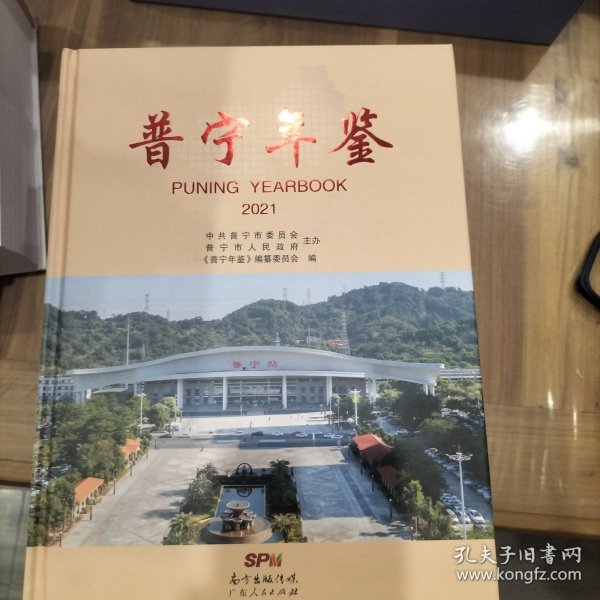 普宁年鉴
PUNING YEARBOOK
2021
中共普宁市委员会
普宁市人民政府 主办
《普宁年鉴》编纂委员会 编
普宁站
SPM
南方出版传媒
广东人民出版社
孔夫子旧书网
www.kongfz.com